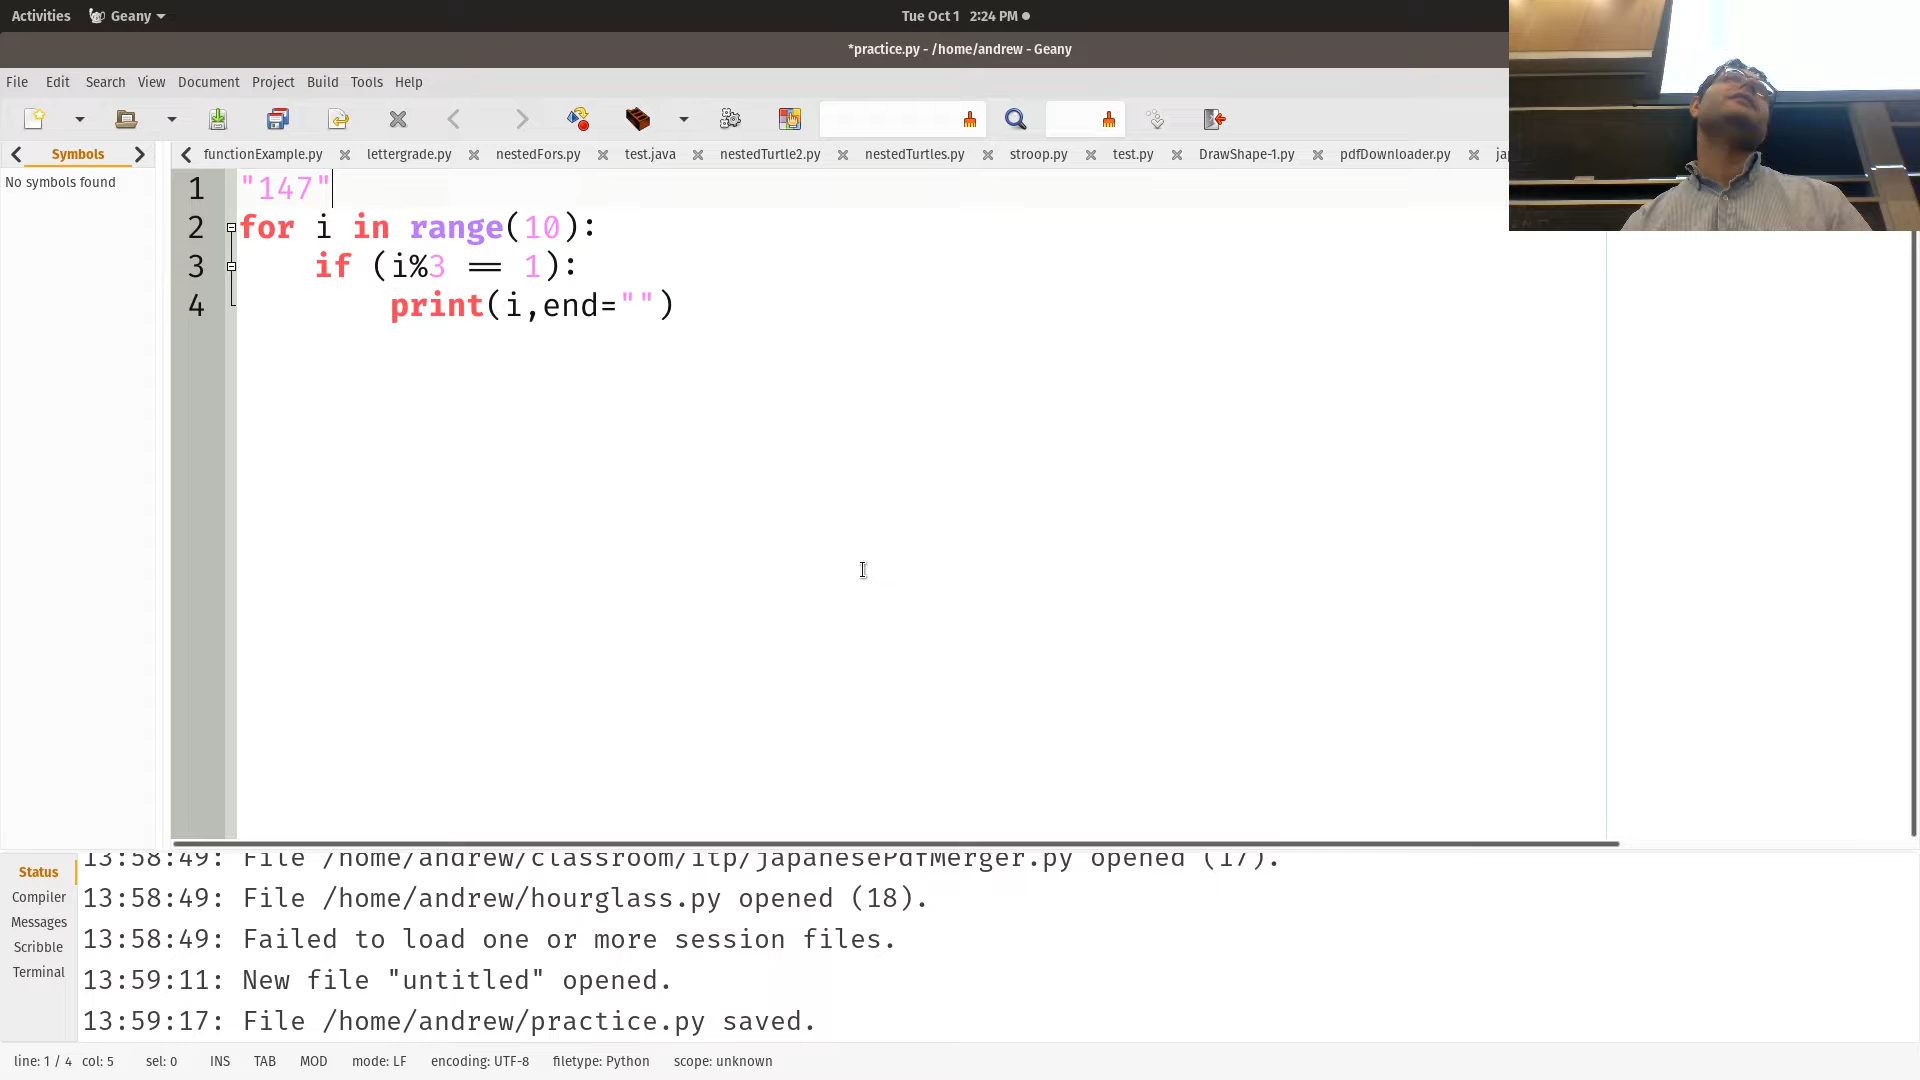 Activities Geany Tue Oct 1 2:24 PM
*practice.py - /home/andrew - Geany
File Edit Search View Document Project Build Tools Help
Symbols functionExample.py lettergrade.py nestedFors.py test.java nestedTurtle2.py nestedTurtles.py stroop.py test.py DrawShape-1.py pdfDownloader.py
No symbols found
1 "147"
2 for i in range(10):
3 if (i%3 == 1):
4 print(i,end="")
13:58:49: File /home/andrew/classroom/itp/japanesePdfMerger.py opened (17).
Status
Compiler 13:58:49: File /home/andrew/hourglass.py opened (18).
Messages
Scribble 13:58:49: Failed to load one or more session files.
Terminal 13:59:11: New file "untitled" opened.
13:59:17: File /home/andrew/practice.py saved.
line: 1 / 4 col: 5 sel: 0 INS TAB MOD mode: LF encoding: UTF-8 filetype: Python scope: unknown